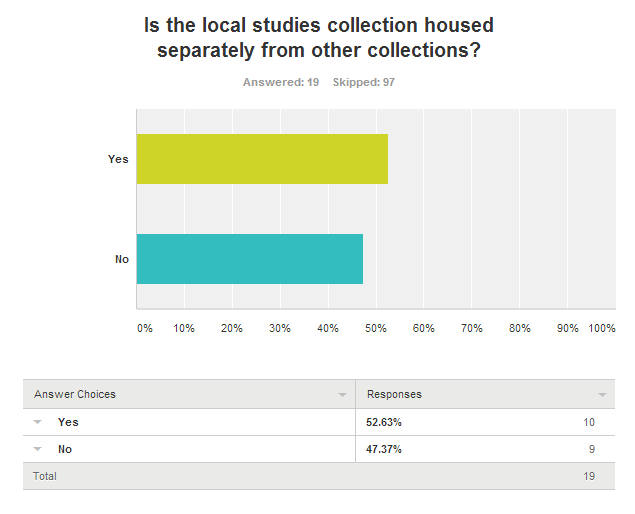 Is the local studies collection housed
separately from other collections?
Answered: 19 Skipped: 97
Yes
No
0% 10% 20% 30% 40% 50% 60% 70% 80% 90% 100%
Answer Choices Responses
Yes 52.63% 10
No 47.37% 9
Total 19